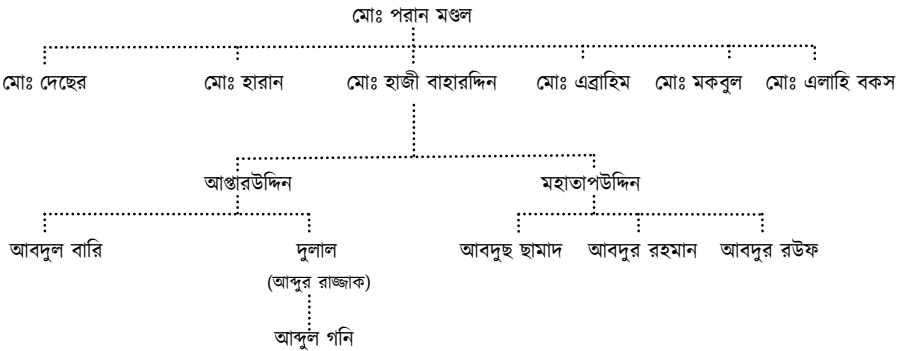 মোঃ পরান মণ্ডল
মোঃ দেছের মোঃ হারান মোঃ হাজী বাহারদ্দিন মোঃ এব্রাহিম মোঃ মকবুল মোঃ এলাহি বকস
আপ্তারউদ্দিন মহাতাপউদ্দিন
আবদুল বারি দুলাল আবদুছ ছামাদ আবদুর রহমান আবদুর রউফ
(আব্দুর রাজ্জাক)
আব্দুল গনি